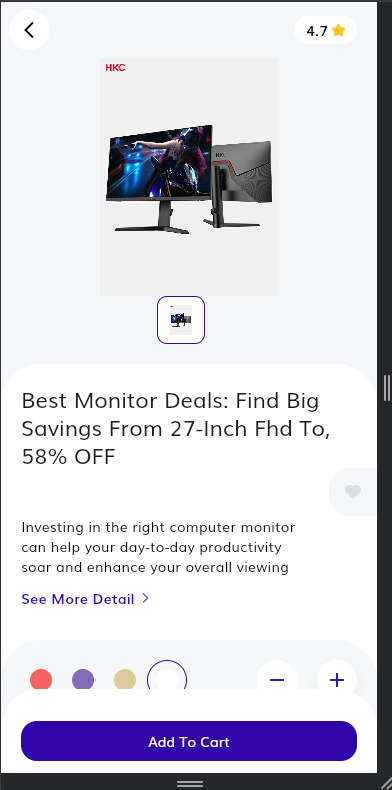 4.7
HKC
HKC
Best Monitor Deals: Find Big
Savings From 27-Inch Fhd To,
58% OFF
Investing in the right computer monitor
can help your day-to-day productivity
soar and enhance your overall viewing
See More Detail >
Add To Cart